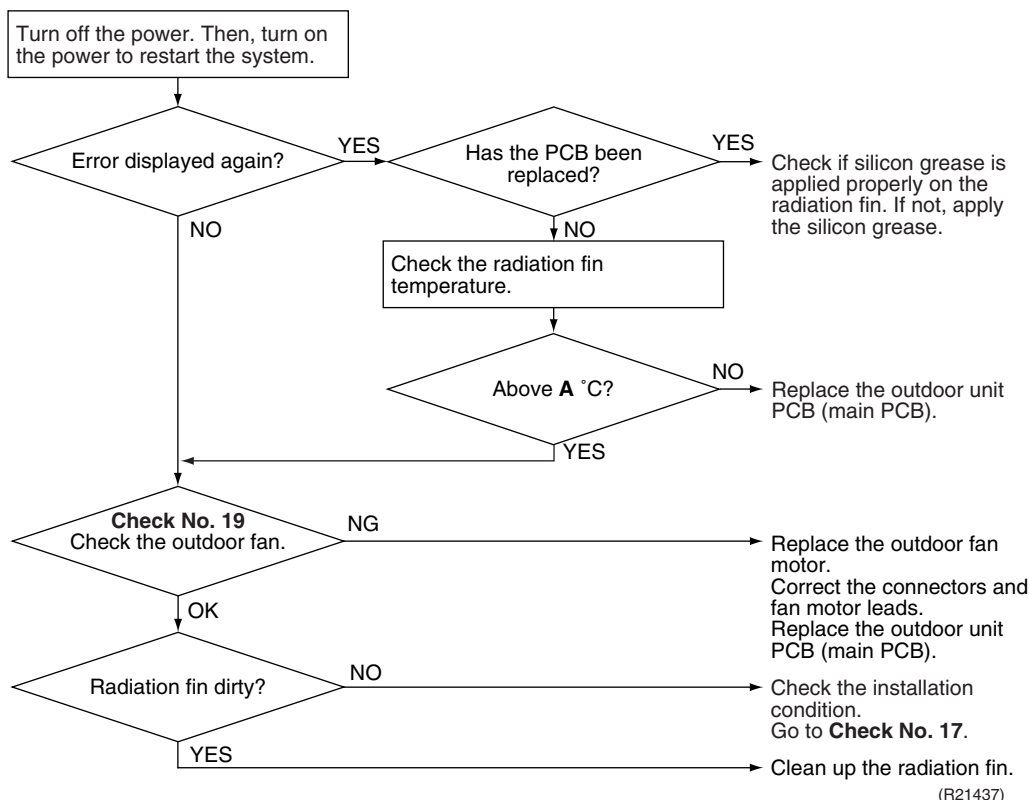 Turn off the power. Then, turn on
the power to restart the system.
Error displayed again?
YES
Has the PCB been
replaced?
YES
Check if silicon grease is
applied properly on the
radiation fin. If not, apply
the silicon grease.
NO
NO
Check the radiation fin
temperature.
Above A ˚C?
NO
Replace the outdoor unit
PCB (main PCB).
YES
Check No. 19
Check the outdoor fan.
NG
Replace the outdoor fan
motor.
Correct the connectors and
fan motor leads.
Replace the outdoor unit
PCB (main PCB).
OK
Radiation fin dirty?
NO
Check the installation
condition.
Go to Check No. 17.
YES
Clean up the radiation fin.
(R21437)